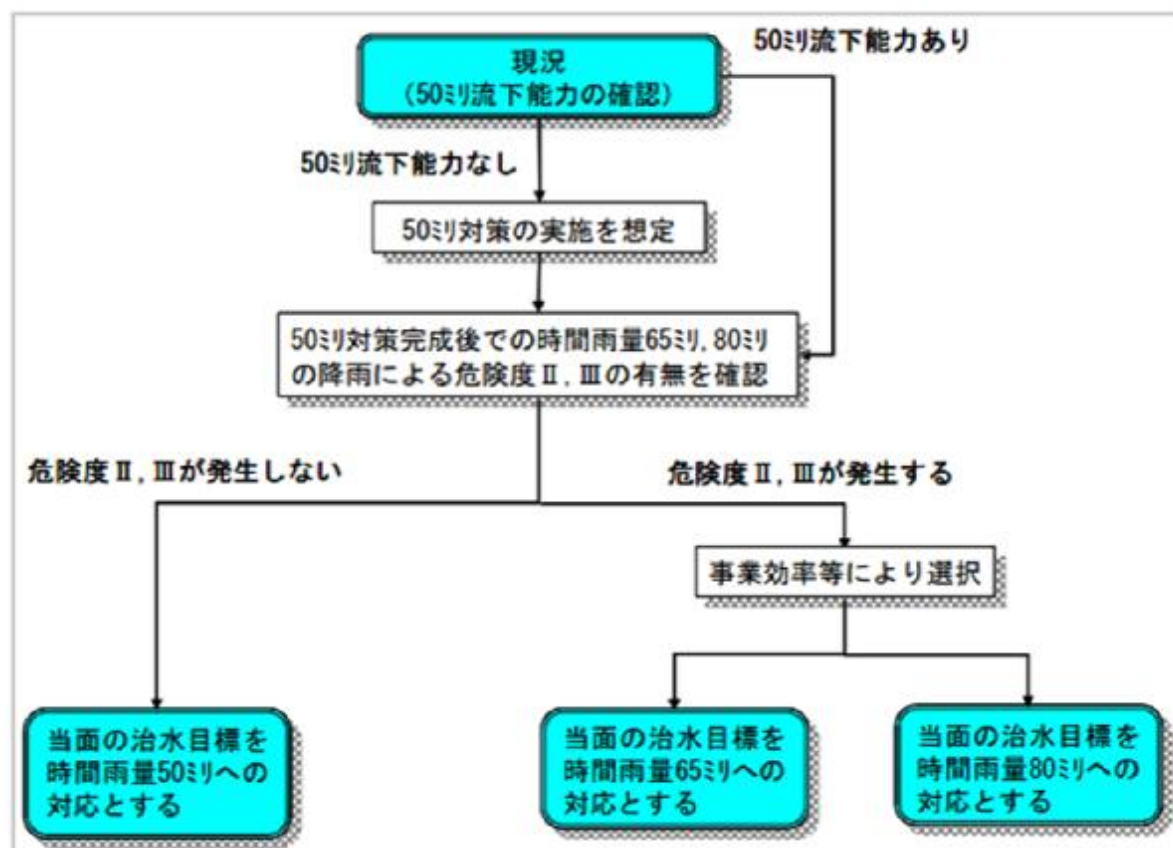 50ﾐﾘ流下能力あり
現況
（50ﾐﾘ流下能力の確認）
50ﾐﾘ流下能力なし
50ﾐﾘ対策の実施を想定
50ﾐﾘ対策完成後での時間雨量65ﾐﾘ,80ﾐﾘ
の降雨による危険度Ⅱ,Ⅲの有無を確認
危険度Ⅱ,Ⅲが発生しない
危険度Ⅱ,Ⅲが発生する
事業効率等により選択
当面の治水目標を
時間雨量50ﾐﾘへの
対応とする
当面の治水目標を
時間雨量65ﾐﾘへの
対応とする
当面の治水目標を
時間雨量80ﾐﾘへの
対応とする